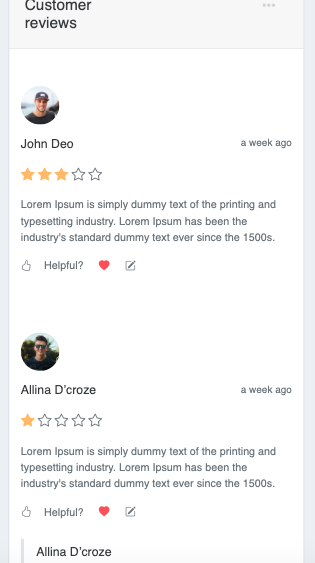 Customer
reviews
John Deo
a week ago
Lorem Ipsum is simply dummy text of the printing and
typesetting industry. Lorem Ipsum has been the
industry's standard dummy text ever since the 1500s.
Helpful?
Allina D'croze
a week ago
Lorem Ipsum is simply dummy text of the printing and
typesetting industry. Lorem Ipsum has been the
industry's standard dummy text ever since the 1500s.
Helpful?
Allina D'croze